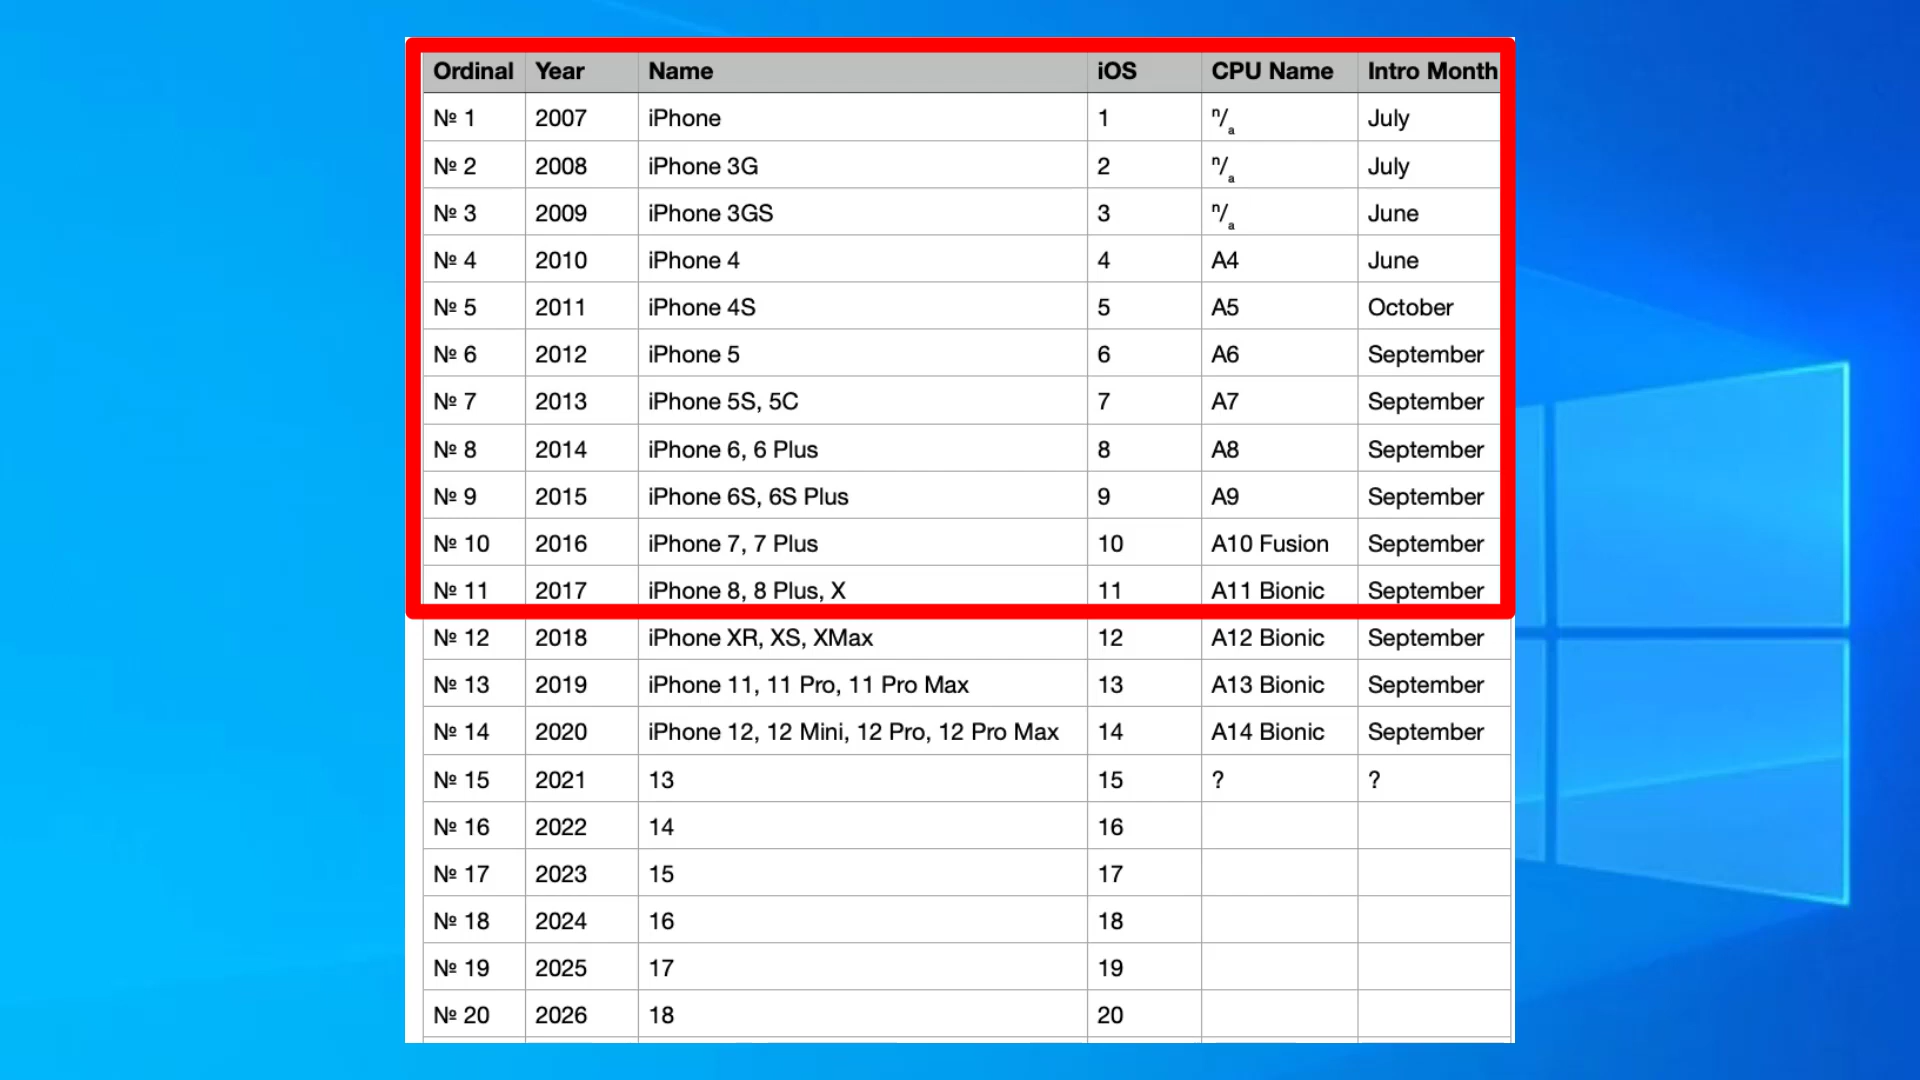 Ordinal Year Name iOS CPU Name Intro Month
№ 1 2007 iPhone 1 n/a July
№ 2 2008 iPhone 3G 2 n/a July
№ 3 2009 iPhone 3GS 3 n/a June
№ 4 2010 iPhone 4 4 A4 June
№ 5 2011 iPhone 4S 5 A5 October
№ 6 2012 iPhone 5 6 A6 September
№ 7 2013 iPhone 5S, 5C 7 A7 September
№ 8 2014 iPhone 6, 6 Plus 8 A8 September
№ 9 2015 iPhone 6S, 6S Plus 9 A9 September
№ 10 2016 iPhone 7, 7 Plus 10 A10 Fusion September
№ 11 2017 iPhone 8, 8 Plus, X 11 A11 Bionic September
№ 12 2018 iPhone XR, XS, XMax 12 A12 Bionic September
№ 13 2019 iPhone 11, 11 Pro, 11 Pro Max 13 A13 Bionic September
№ 14 2020 iPhone 12, 12 Mini, 12 Pro, 12 Pro Max 14 A14 Bionic September
№ 15 2021 13 15 ? ?
№ 16 2022 14 16
№ 17 2023 15 17
№ 18 2024 16 18
№ 19 2025 17 19
№ 20 2026 18 20